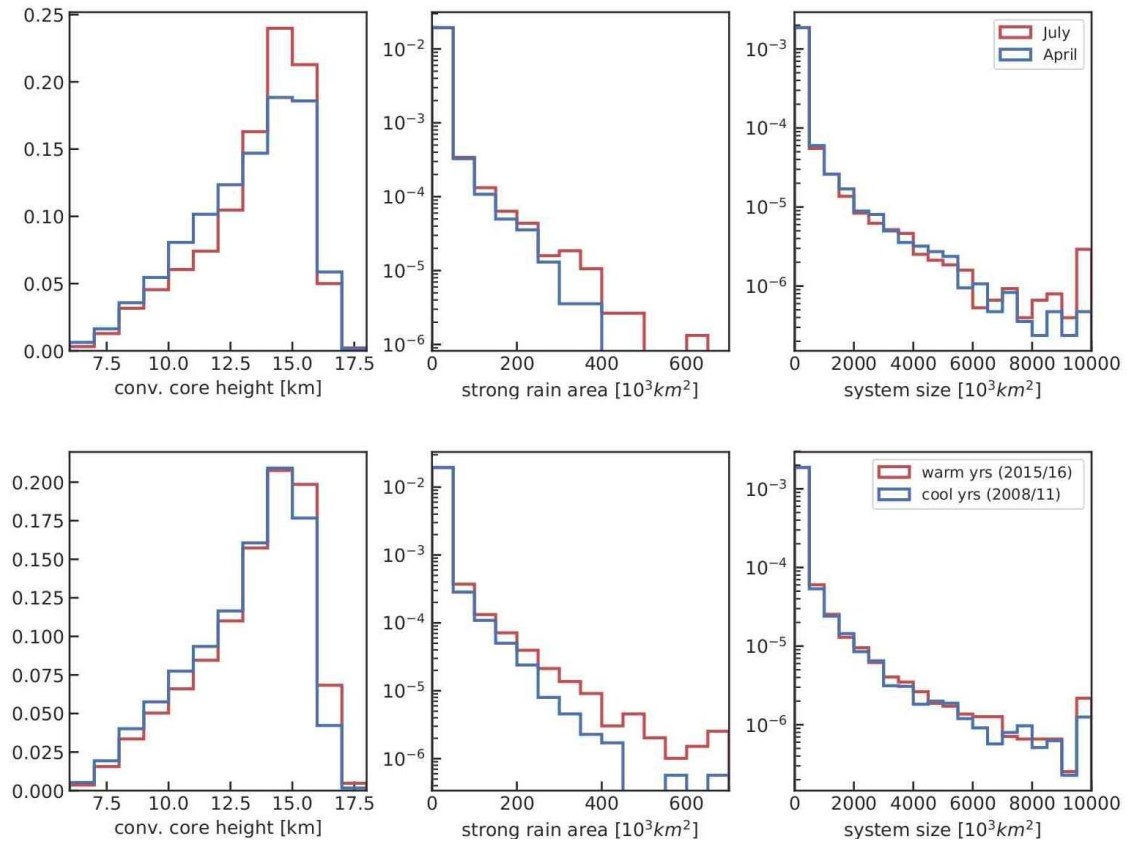 0.25
0.20
0.15
0.10
0.05
0.00
7.5 10.0 12.5 15.0 17.5
conv. core height [km]
10⁻²
10⁻³
10⁻⁴
10⁻⁵
10⁻⁶
0 200 400 600
strong rain area [10³km²]
July
April
10⁻³
10⁻⁴
10⁻⁵
10⁻⁶
0 2000 4000 6000 8000 10000
system size [10³km²]
0.200
0.175
0.150
0.125
0.100
0.075
0.050
0.025
0.000
7.5 10.0 12.5 15.0 17.5
conv. core height [km]
10⁻²
10⁻³
10⁻⁴
10⁻⁵
10⁻⁶
0 200 400 600
strong rain area [10³km²]
warm yrs (2015/16)
cool yrs (2008/11)
10⁻³
10⁻⁴
10⁻⁵
10⁻⁶
0 2000 4000 6000 8000 10000
system size [10³km²]